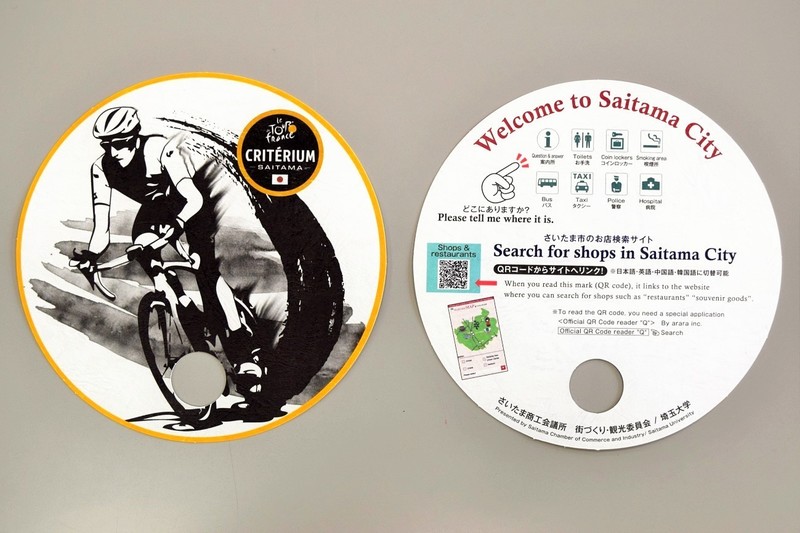 le
TOUR
de
france
CRITÉRIUM
SAITAMA
Welcome to Saitama City
Question & answer
案内所
Toilets
お手洗
Coin lockers
コインロッカー
Smoking area
喫煙所
Bus
バス
TAXI
Taxi
タクシー
Police
警察
Hospital
病院
どこにありますか?
Please tell me where it is.
さいたま市のお店検索サイト
Shops &
restaurants
Search for shops in Saitama City
QRコードからサイトへリンク! ※日本語・英語・中国語・韓国語に切替可能
When you read this mark (QR code), it links to the website
where you can search for shops such as "restaurants" "souvenir goods".
※To read the QR code, you need a special application
<Official QR Code reader "Q"> By arara inc.
Official QR Code reader "Q" Search
さいたま商工会議所 街づくり・観光委員会 / 埼玉大学
Presented by Saitama Chamber of Commerce and Industry/ Saitama University